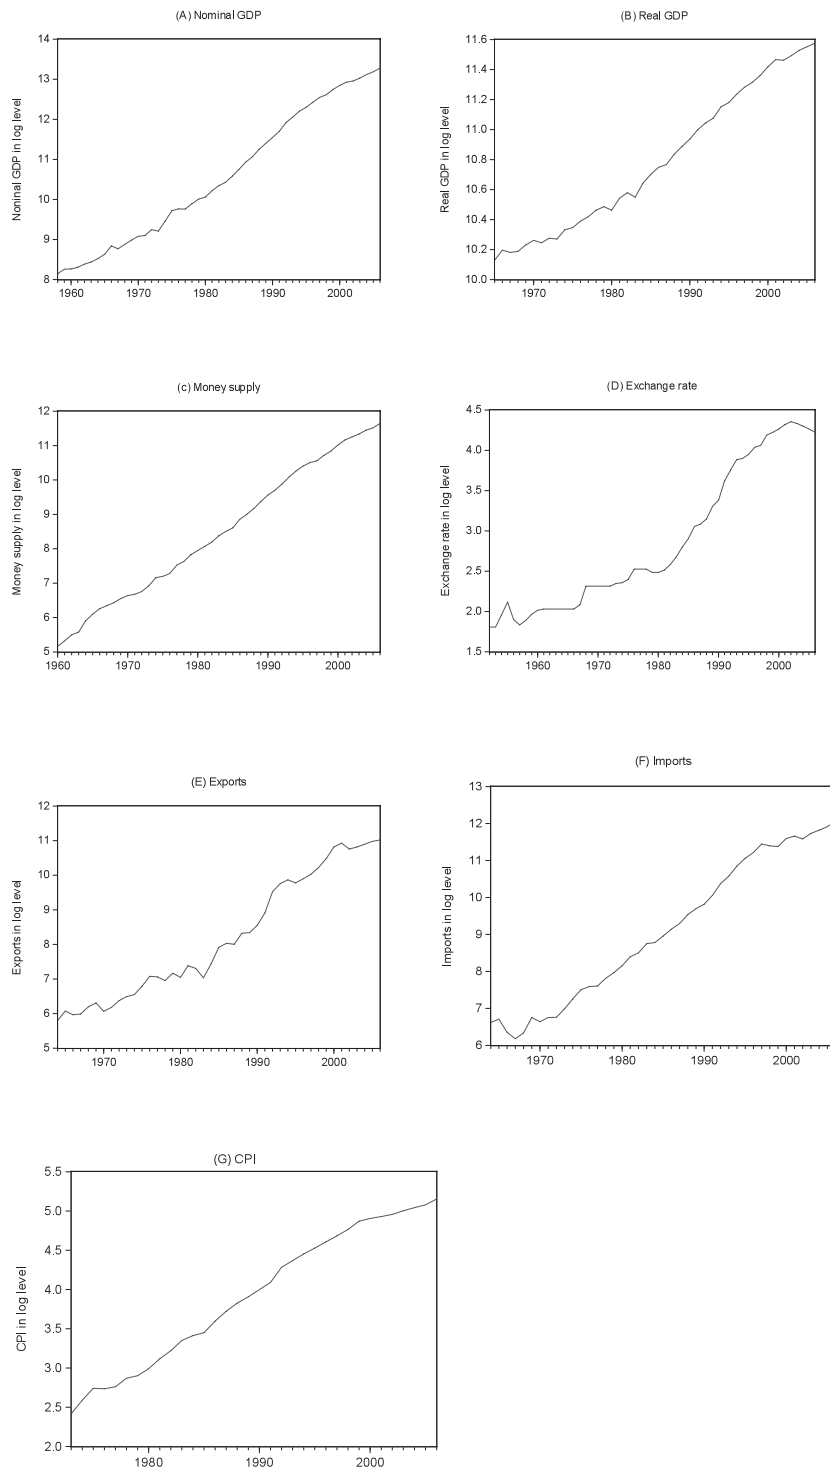 (A) Nominal GDP
Noninal GDP in log level
14
13
12
11
10
9
8
1960 1970 1980 1990 2000
(B) Real GDP
Real GDP in log level
11.6
11.4
11.2
11.0
10.8
10.6
10.4
10.2
10.0
1970 1980 1990 2000
(c) Money supply
Money supply in log level
12
11
10
9
8
7
6
5
1960 1970 1980 1990 2000
(D) Exchange rate
Exchange rate in log level
4.5
4.0
3.5
3.0
2.5
2.0
1.5
1960 1970 1980 1990 2000
(E) Exports
Exports in log level
12
11
10
9
8
7
6
5
1970 1980 1990 2000
(F) Imports
Imports in log level
13
12
11
10
9
8
7
6
1970 1980 1990 2000
(G) CPI
CPI in log level
5.5
5.0
4.5
4.0
3.5
3.0
2.5
2.0
1980 1990 2000